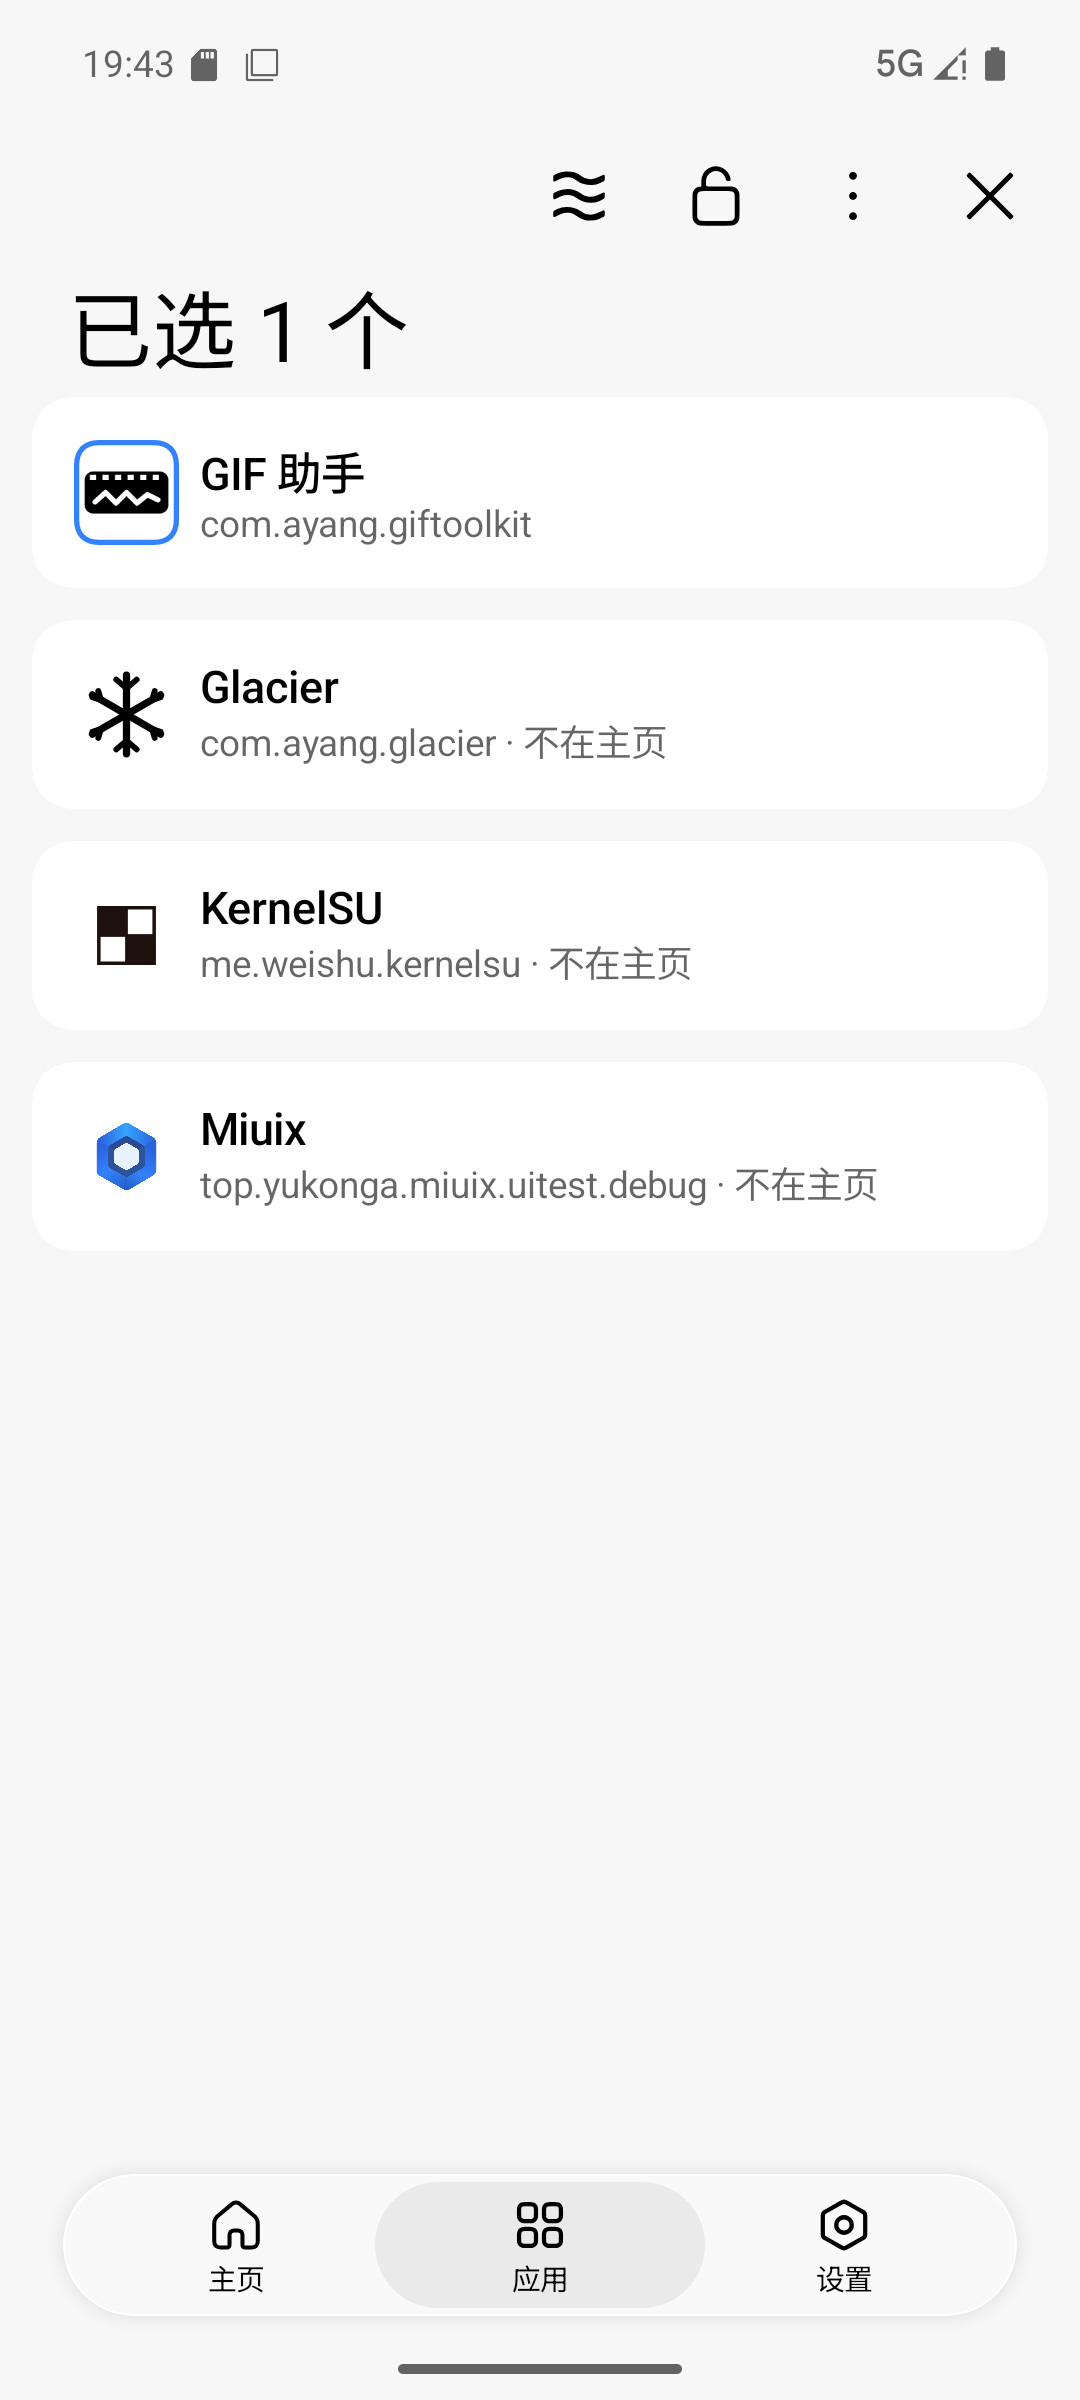 19:43
5G
已选 1 个
GIF 助手
com.ayang.giftoolkit
Glacier
com.ayang.glacier · 不在主页
KernelSU
me.weishu.kernelsu · 不在主页
Miuix
top.yukonga.miuix.uitest.debug · 不在主页
主页
应用
设置